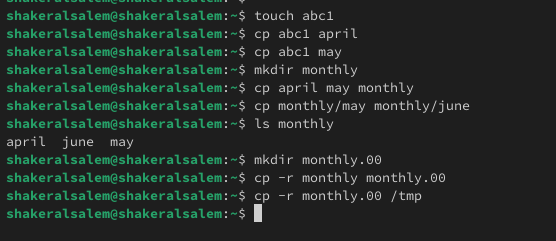 shakeralsalem@shakeralsalem:~$ touch abc1
shakeralsalem@shakeralsalem:~$ cp abc1 april
shakeralsalem@shakeralsalem:~$ cp abc1 may
shakeralsalem@shakeralsalem:~$ mkdir monthly
shakeralsalem@shakeralsalem:~$ cp april may monthly
shakeralsalem@shakeralsalem:~$ cp monthly/may monthly/june
shakeralsalem@shakeralsalem:~$ ls monthly
april  june  may
shakeralsalem@shakeralsalem:~$ mkdir monthly.00
shakeralsalem@shakeralsalem:~$ cp -r monthly monthly.00
shakeralsalem@shakeralsalem:~$ cp -r monthly.00 /tmp
shakeralsalem@shakeralsalem:~$